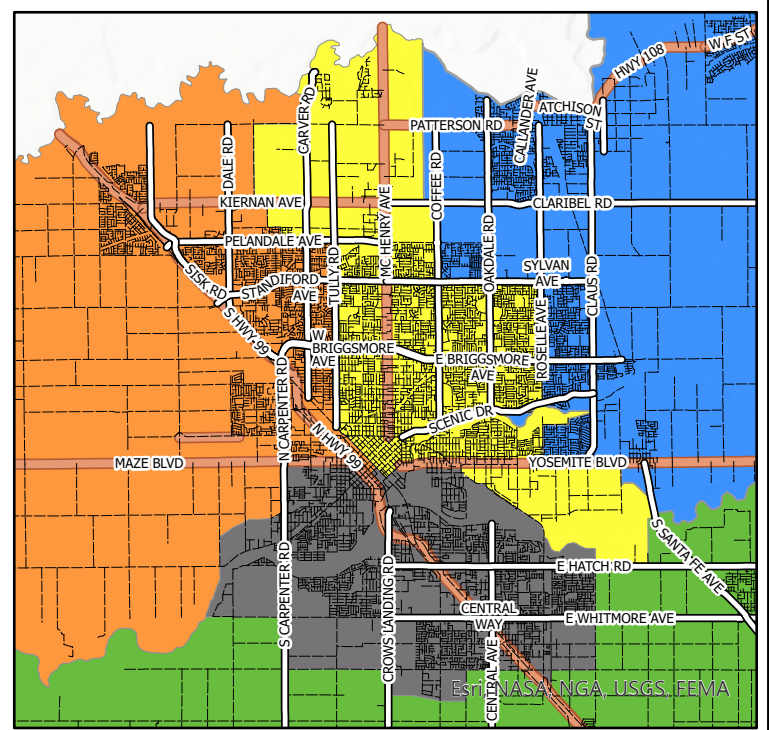 W F ST
HWY 108
CALLANDER AVE
ATCHISON
ST
PATTERSON RD
CARVER RD
DALE RD
COFFEE RD
KIERNAN AVE
CLARIBEL RD
MC HENRY AVE
PELANDALE AVE
TULLY RD
OAKDALE RD
SYLVAN
AVE
CLAUS RD
SISK RD
STANDIFORD
AVE
S HWY 99
ROSELLE AVE
W
BRIGGSMORE
AVE
E BRIGGSMORE
AVE
N CARPENTER RD
SCENIC DR
N HWY 99
MAZE BLVD
YOSEMITE BLVD
S SANTA FE AVE
S CARPENTER RD
CROWS LANDING RD
E HATCH RD
CENTRAL
WAY
E WHITMORE AVE
CENTRAL AVE
Esri, NASA, NGA, USGS, FEMA